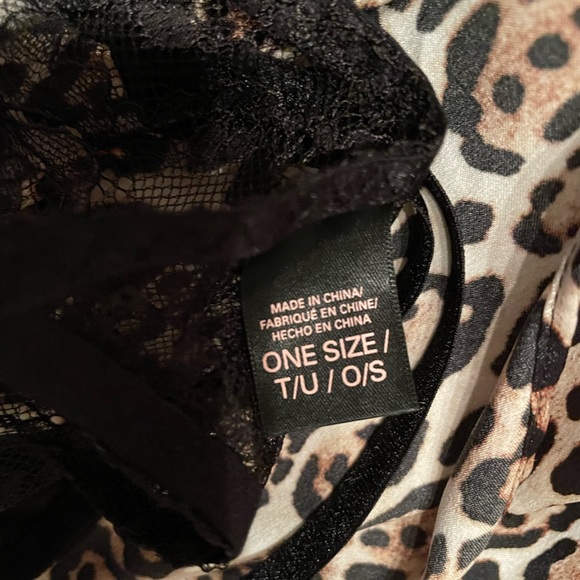 MADE IN CHINA/
FABRIQUÉ EN CHINE/
HECHO EN CHINA
ONE SIZE /
T/U / O/S